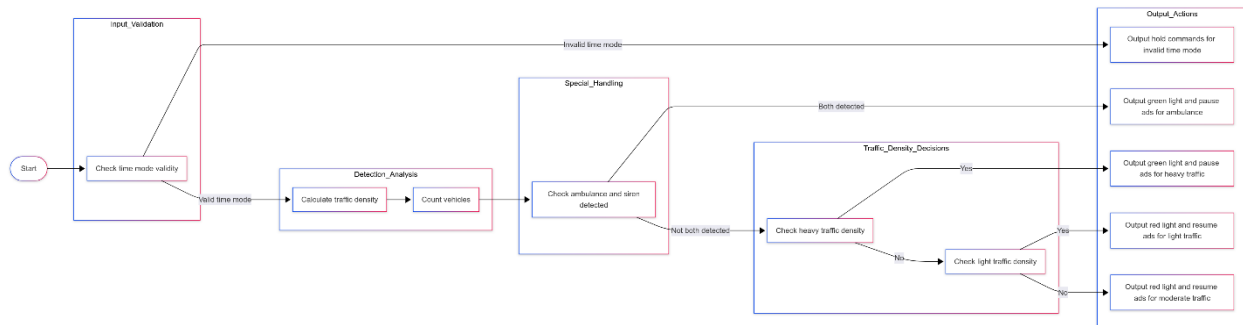 Input_Validation
Output_Actions
Invalid time mode
Output hold commands for
invalid time mode
Special_Handling
Both detected
Output green light and pause
ads for ambulance
Traffic_Density_Decisions
Start
Check time mode validity
Detection_Analysis
Yes
Output green light and pause
ads for heavy traffic
Valid time mode
Calculate traffic density
Count vehicles
Check ambulance and siren
detected
Not both detected
Check heavy traffic density
Yes
Output red light and resume
ads for light traffic
No
Check light traffic density
No
Output red light and resume
ads for moderate traffic